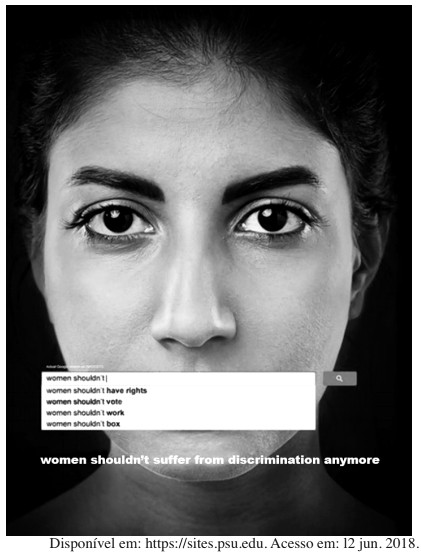 women shouldn't
women shouldn't have rights
women shouldn't vote
women shouldn't work
women shouldn't box
women shouldn't suffer from discrimination anymore
Disponível em: https://sites.psu.edu. Acesso em: l2 jun. 2018.